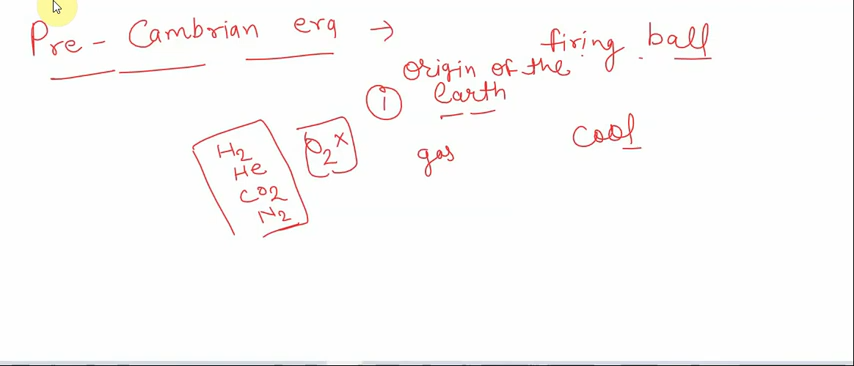 Pre - Cambrian era →
firing ball
origin of the
① Earth
cool
gas
H2
He
CO2
N2
O2 x